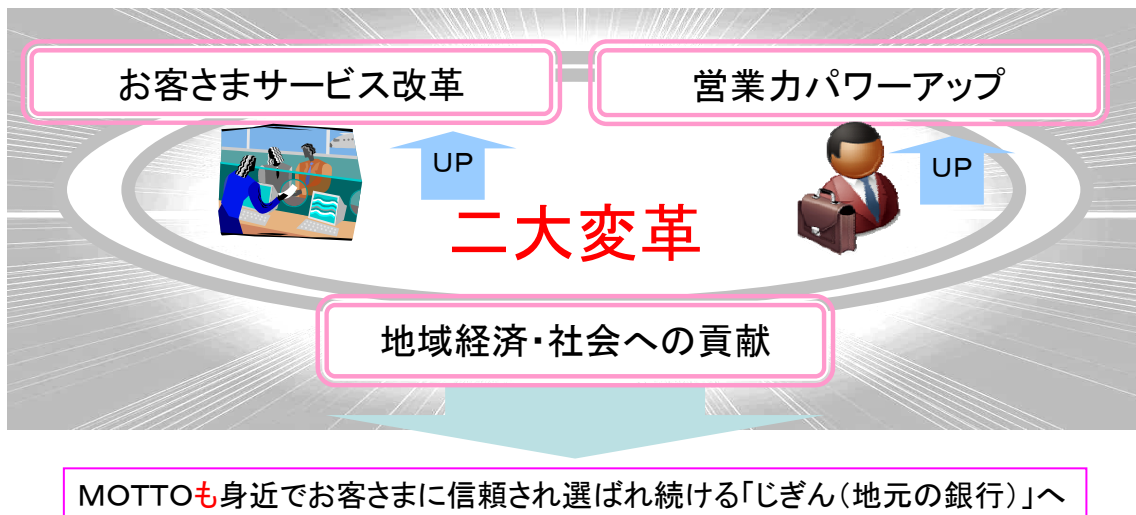 お客さまサービス改革
営業力パワーアップ
UP
UP
二大変革
地域経済・社会への貢献
MOTTOも身近でお客さまに信頼され選ばれ続ける「じぎん(地元の銀行)」へ